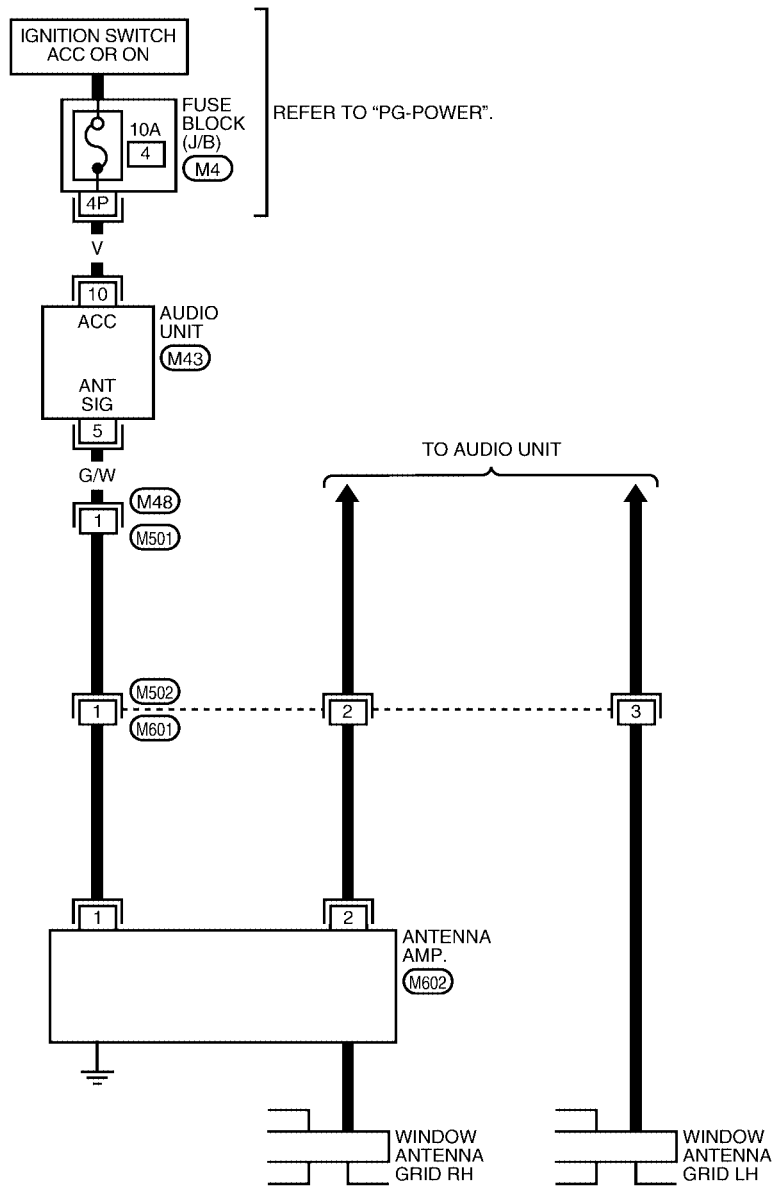 IGNITION SWITCH
ACC OR ON
FUSE
BLOCK
(J/B)
M4
10A
4
REFER TO “PG-POWER”.
4P
V
10
ACC
AUDIO
UNIT
M43
ANT
SIG
5
G/W
TO AUDIO UNIT
M48
1
M501
M502
1
2
3
M601
1
2
ANTENNA
AMP.
M602
WINDOW
ANTENNA
GRID RH
WINDOW
ANTENNA
GRID LH